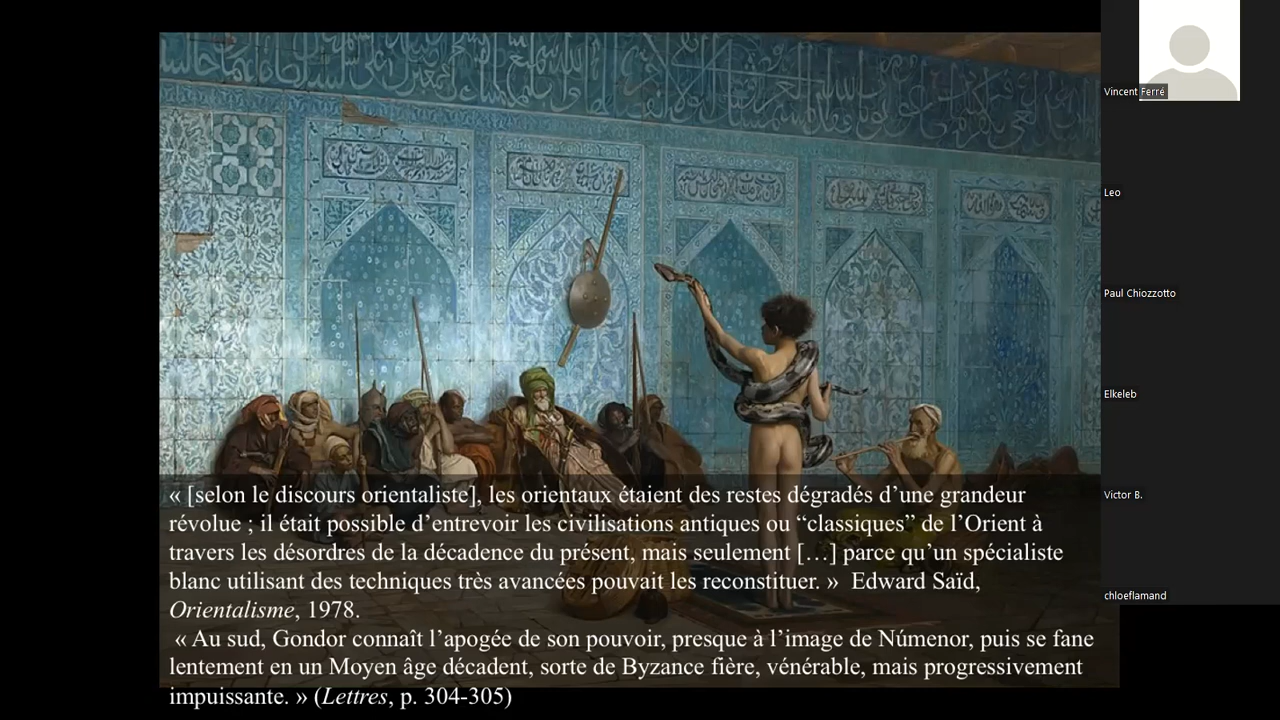 Vincent Ferré
Leo
Paul Chiozzotto
Elkeleb
Victor B.
chloeflamand
« [selon le discours orientaliste], les orientaux étaient des restes dégradés d’une grandeur
révolue ; il était possible d’entrevoir les civilisations antiques ou “classiques” de l’Orient à
travers les désordres de la décadence du présent, mais seulement […] parce qu’un spécialiste
blanc utilisant des techniques très avancées pouvait les reconstituer. » Edward Saïd,
Orientalisme, 1978.
« Au sud, Gondor connaît l’apogée de son pouvoir, presque à l’image de Númenor, puis se fane
lentement en un Moyen âge décadent, sorte de Byzance fière, vénérable, mais progressivement
impuissante. » (Lettres, p. 304-305)